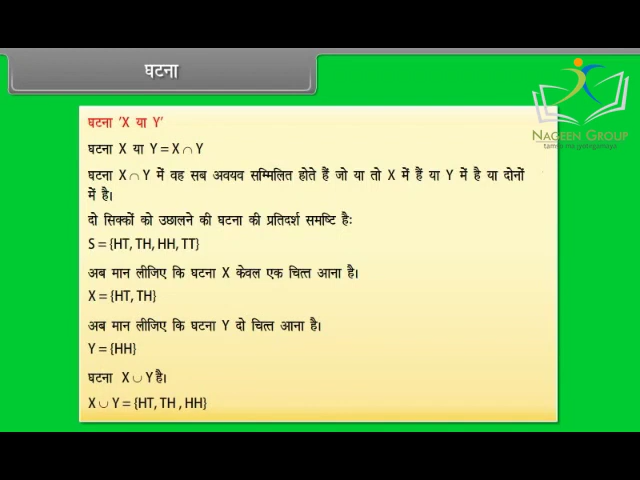 घटना
NAGEEN GROUP
घटना 'X या Y'
घटना X या Y = X ∩ Y
घटना X ∩ Y में वह सब अवयव सम्मिलित होते हैं जो या तो X में हैं या Y में है या दोनों
में है।
दो सिक्कों को उछालने की घटना की प्रतिदर्श समष्टि है:
S = {HT, TH, HH, TT}
अब मान लीजिए कि घटना X केवल एक चित्त आना है।
X = {HT, TH}
अब मान लीजिए कि घटना Y दो चित्त आना है।
Y = {HH}
घटना X ∪ Y है।
X ∪ Y = {HT, TH , HH}